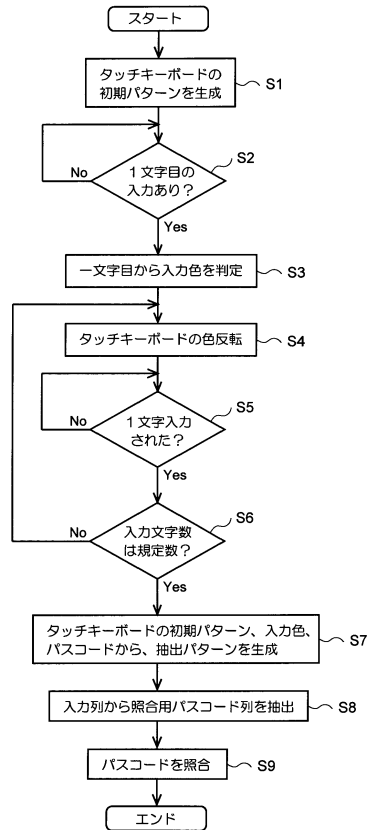 スタート
タッチキーボードの
初期パターンを生成
S1
1文字目の
入力あり?
S2
No
Yes
一文字目から入力色を判定
S3
タッチキーボードの色反転
S4
1文字入力
された?
S5
No
Yes
入力文字数
は規定数?
S6
No
Yes
タッチキーボードの初期パターン、入力色、
パスコードから、抽出パターンを生成
S7
入力列から照合用パスコード列を抽出
S8
パスコードを照合
S9
エンド